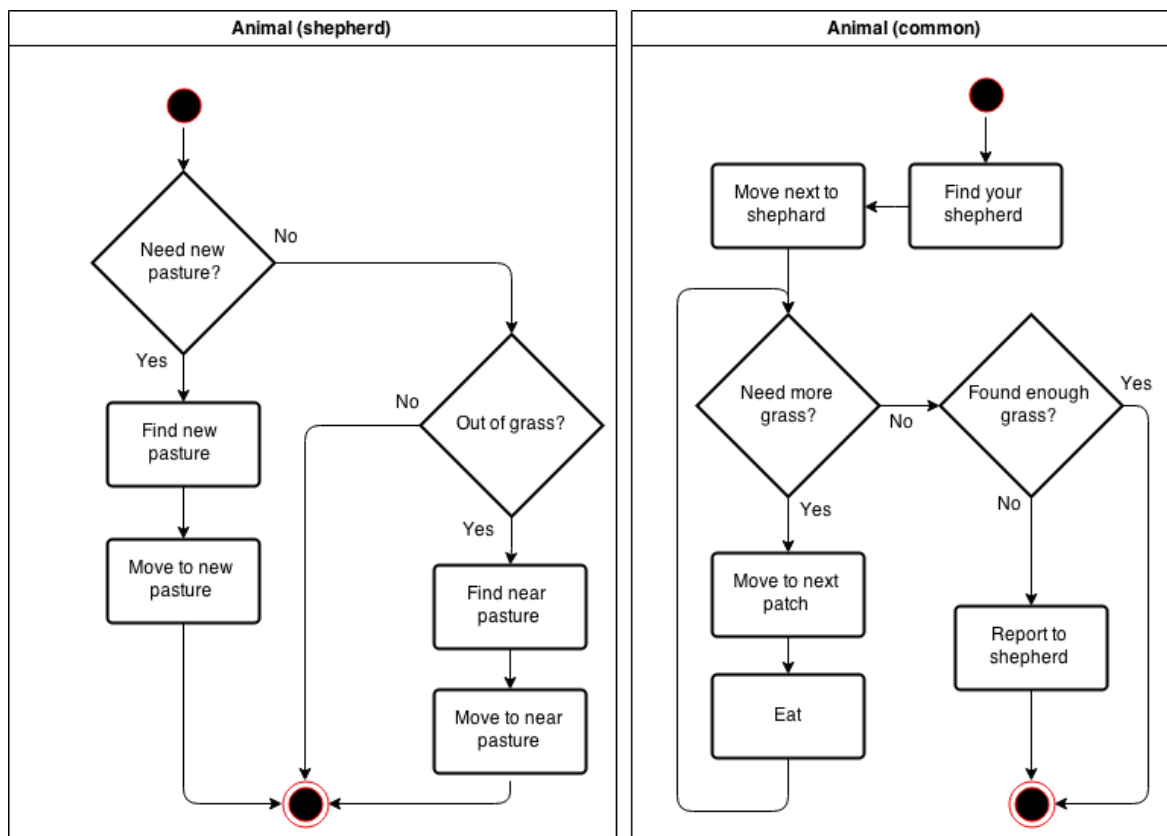 Animal (shepherd)
Need new
pasture?
No
Yes
Find new
pasture
Move to new
pasture
Out of grass?
No
Yes
Find near
pasture
Move to near
pasture
Animal (common)
Find your
shepherd
Move next to
shephard
Need more
grass?
No
Yes
Move to next
patch
Eat
Found enough
grass?
Yes
No
Report to
shepherd